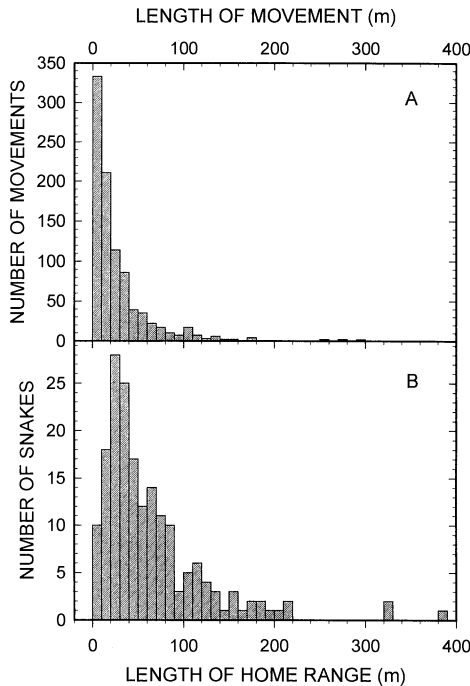 LENGTH OF MOVEMENT (m)
0 100 200 300 400
350
300
250
200
150
100
50
0
NUMBER OF MOVEMENTS
A
25
20
15
10
5
0
NUMBER OF SNAKES
B
0 100 200 300 400
LENGTH OF HOME RANGE (m)